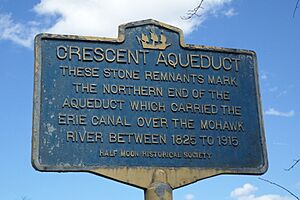 CRESCENT AQUEDUCT
THESE STONE REMNANTS MARK
THE NORTHERN END OF THE
AQUEDUCT WHICH CARRIED THE
ERIE CANAL OVER THE MOHAWK
RIVER BETWEEN 1825 TO 1915
HALF MOON HISTORICAL SOCIETY